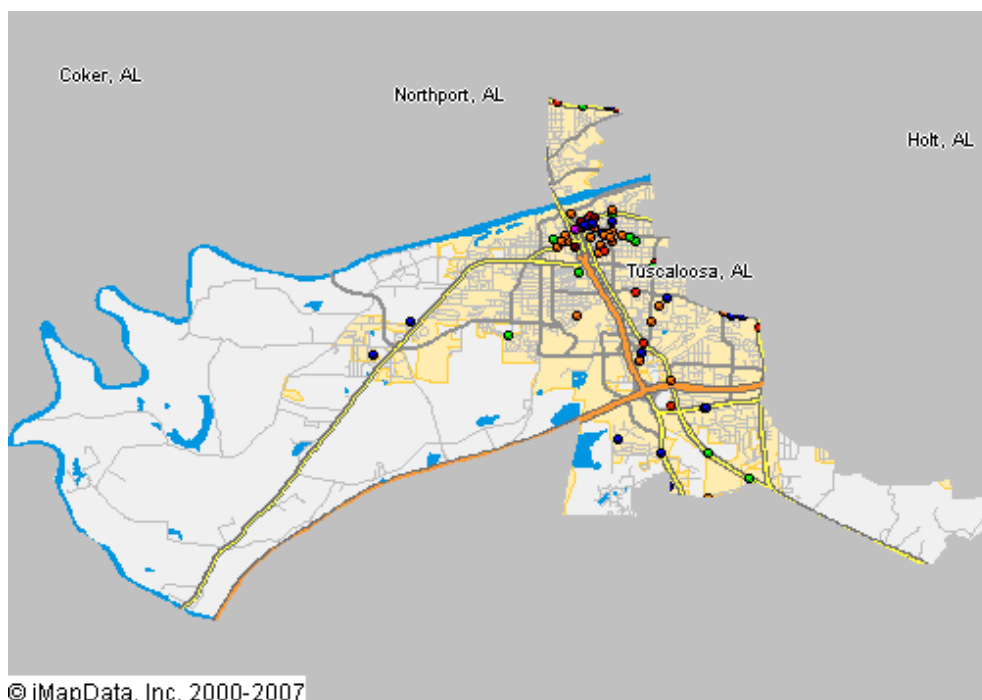 Coker, AL
Northport, AL
Holt, AL
Tuscaloosa, AL
© iMapData, Inc. 2000-2007